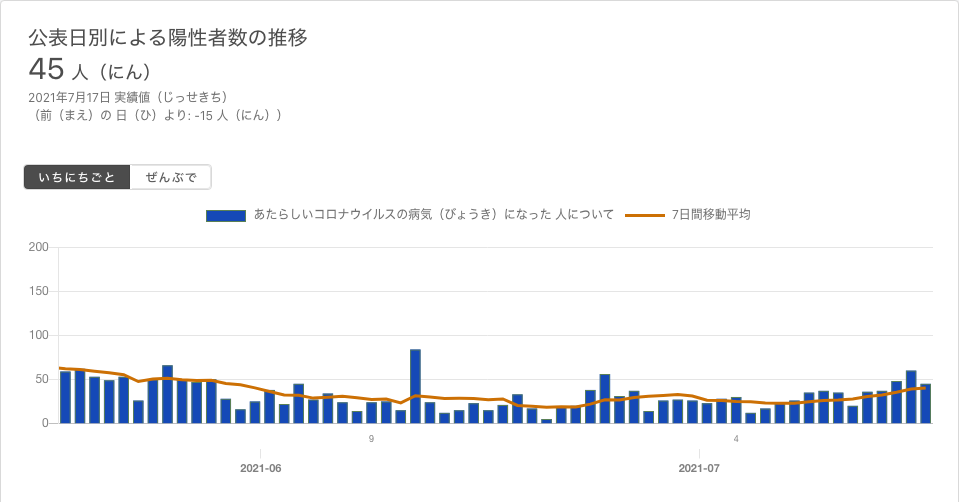 公表日別による陽性者数の推移
45 人（にん）
2021年7月17日 実績値（じっせきち）
（前（まえ）の 日（ひ）より: -15 人（にん））
いちにちごと ぜんぶで
あたらしいコロナウイルスの病気（びょうき）になった 人について 7日間移動平均
200
150
100
50
0
9 4
2021-06 2021-07